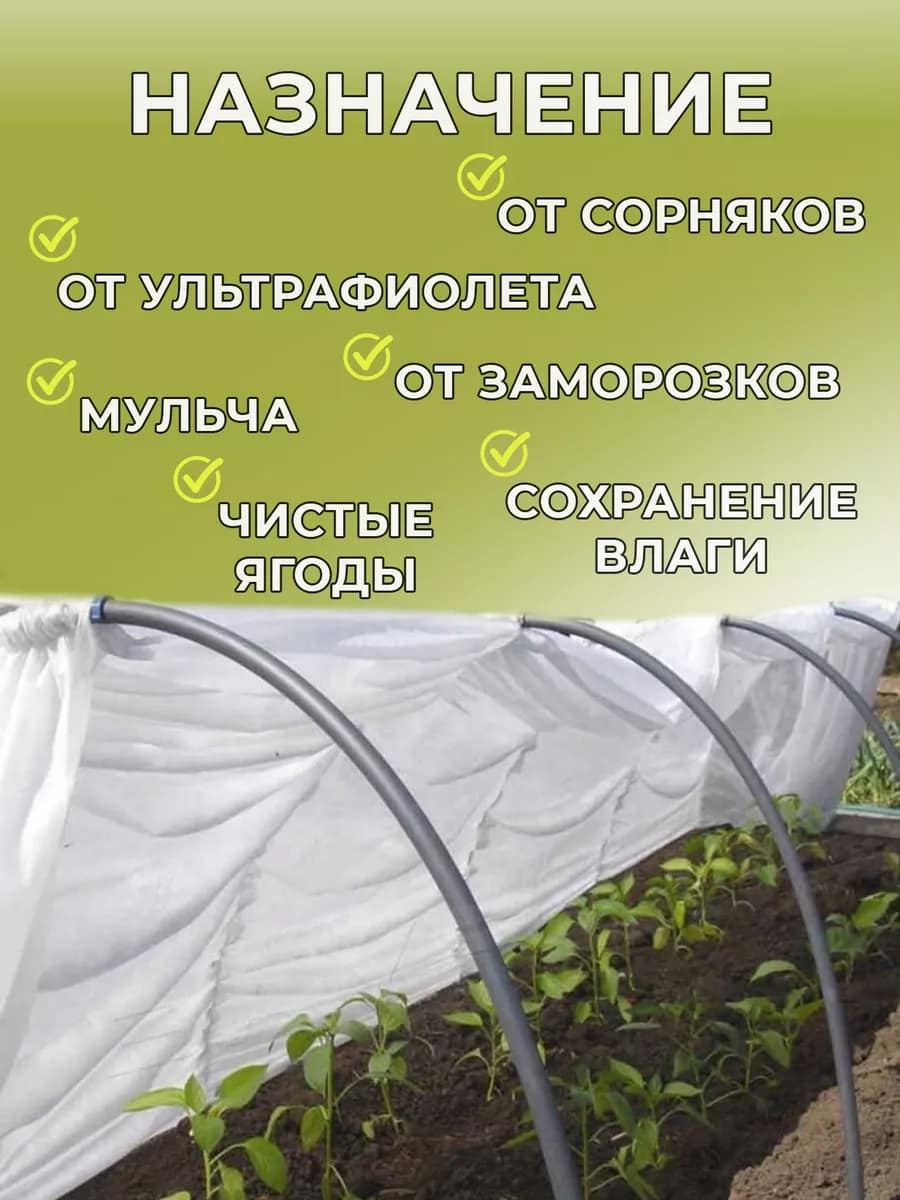 НАЗНАЧЕНИЕ
ОТ СОРНЯКОВ
ОТ УЛЬТРАФИОЛЕТА
ОТ ЗАМОРОЗКОВ
МУЛЬЧА
ЧИСТЫЕ
ЯГОДЫ
СОХРАНЕНИЕ
ВЛАГИ